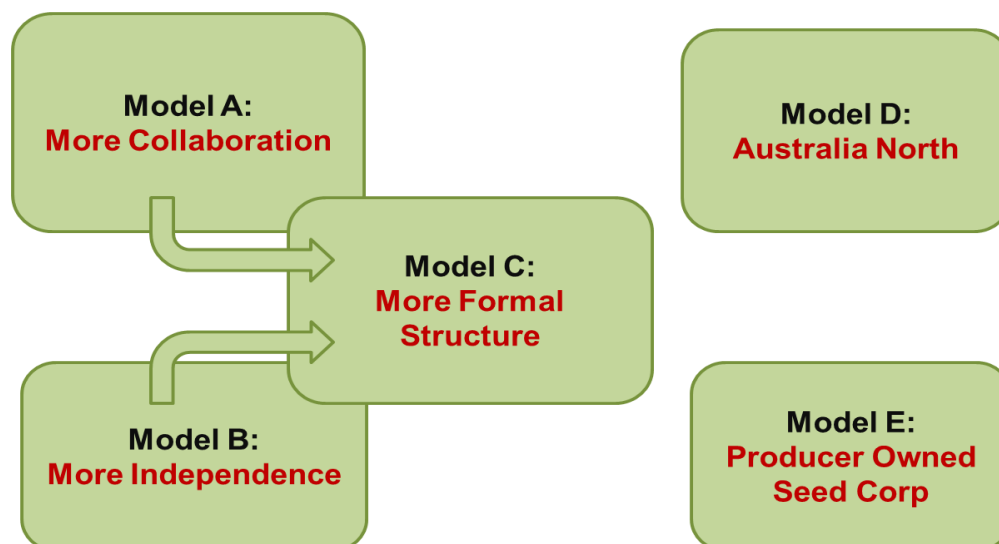 Model A:
More Collaboration
Model B:
More Independence
Model C:
More Formal
Structure
Model D:
Australia North
Model E:
Producer Owned
Seed Corp